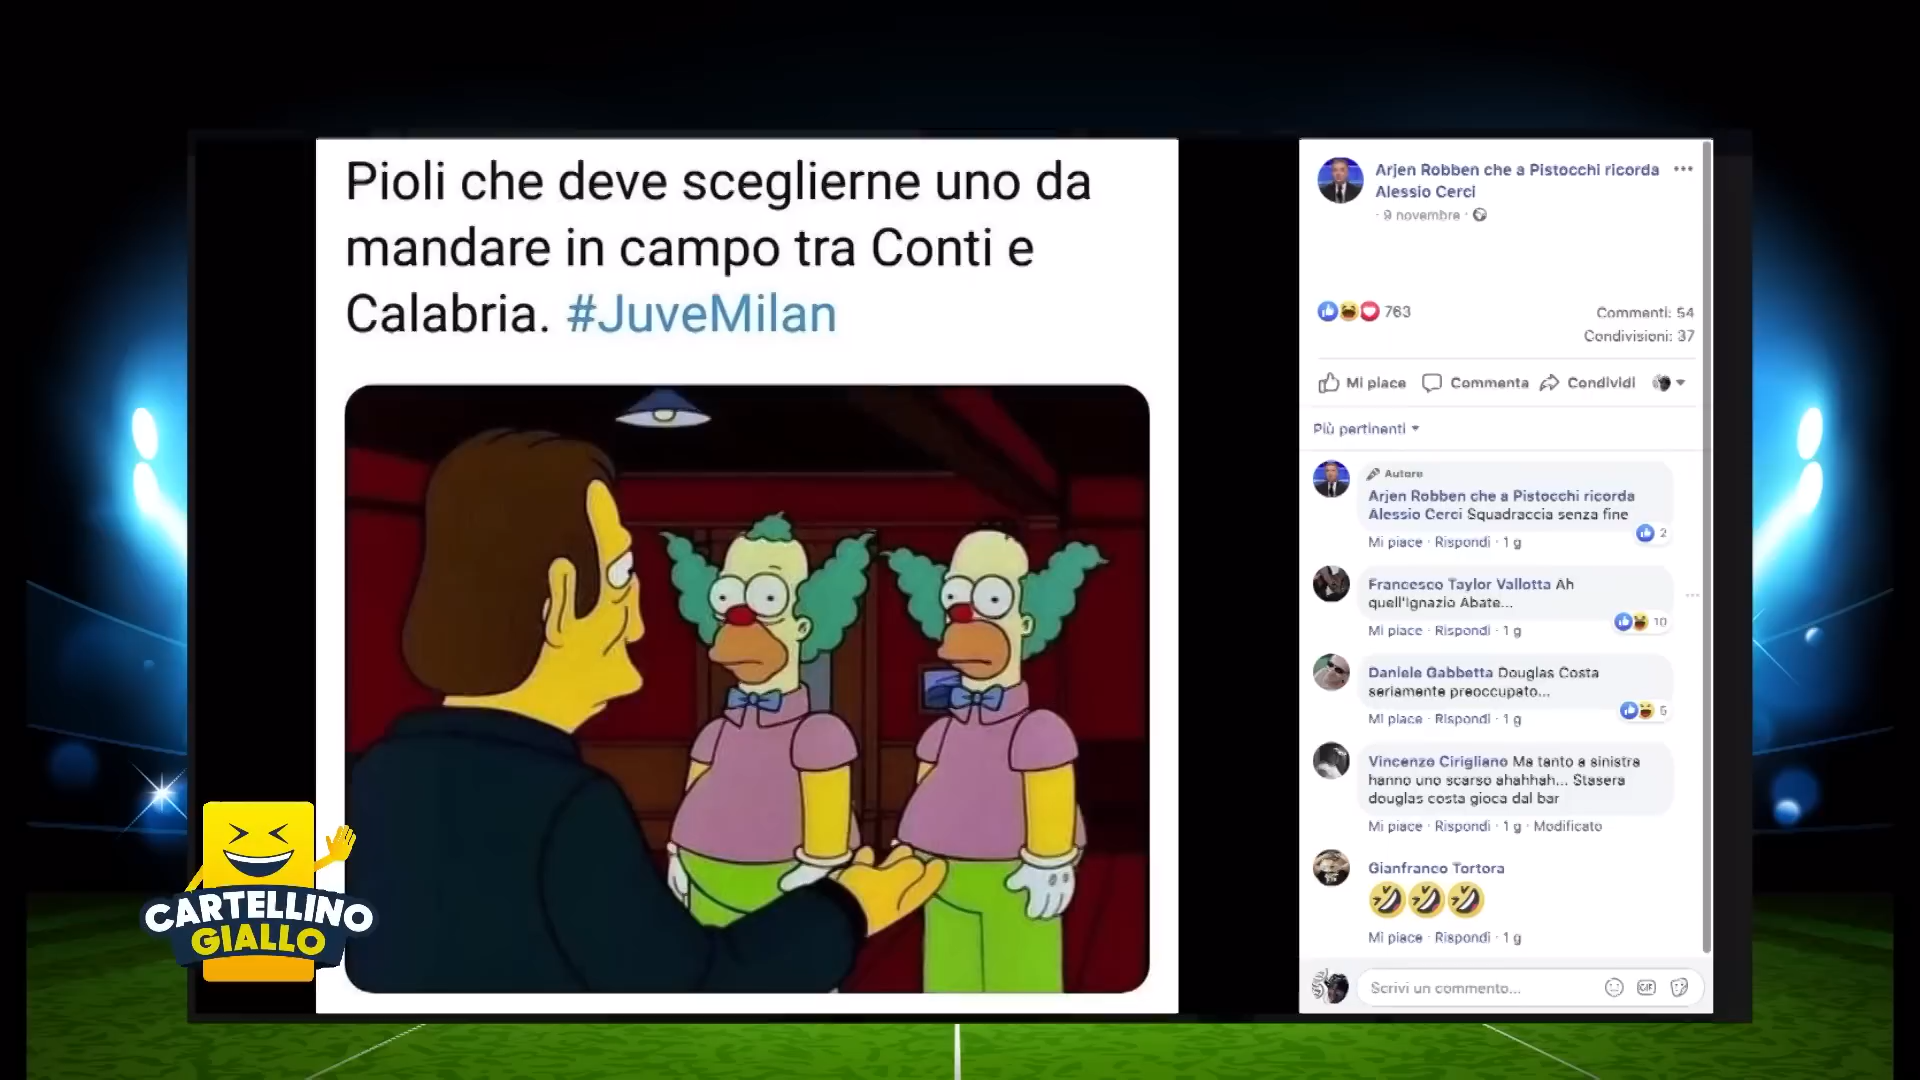 Pioli che deve sceglierne uno da
mandare in campo tra Conti e
Calabria. #JuveMilan
CARTELLINO
GIALLO
Arjen Robben che a Pistocchi ricorda
Alessio Cerci
· 9 novembre ·
763
Commenti: 54
Condivisioni: 37
Mi piace
Commenta
Condividi
Più pertinenti
Autore
Arjen Robben che a Pistocchi ricorda
Alessio Cerci Squadraccia senza fine
2
Mi piace · Rispondi · 1 g
Francesco Taylor Vallotta Ah
quell'Ignazio Abate...
10
Mi piace · Rispondi · 1 g
Daniele Gabbetta Douglas Costa
seriamente preoccupato...
5
Mi piace · Rispondi · 1 g
Vincenzo Cirigliano Ma tanto a sinistra
hanno uno scarso ahahhah... Stasera
douglas costa gioca dal bar
Mi piace · Rispondi · 1 g · Modificato
Gianfranco Tortora
🤣🤣🤣
Mi piace · Rispondi · 1 g
Scrivi un commento...
GIF